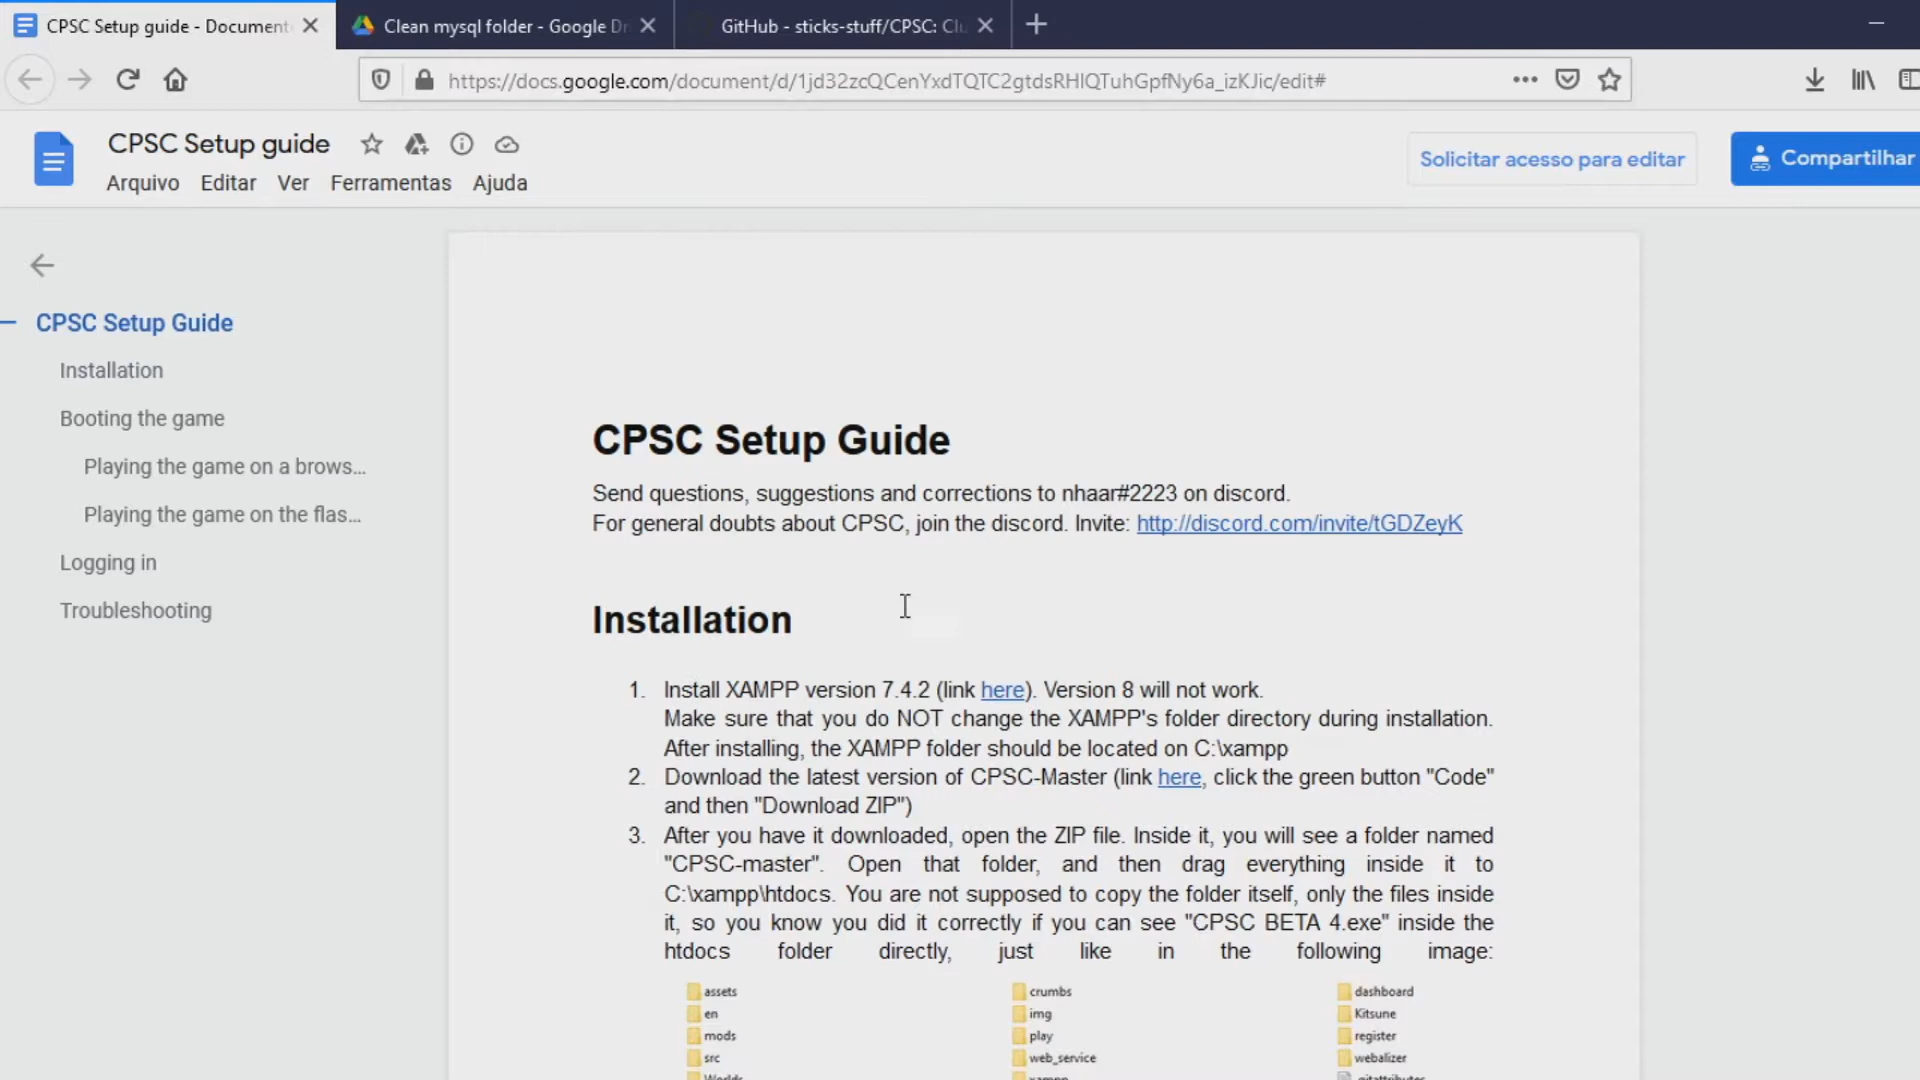 CPSC Setup guide - Document
Clean mysql folder - Google Dr
GitHub - sticks-stuff/CPSC: Clu
https://docs.google.com/document/d/1jd32zcQCenYxdTQTC2gtdsRHlQTuhGpfNy6a_izKJic/edit#
CPSC Setup guide
Arquivo Editar Ver Ferramentas Ajuda
Solicitar acesso para editar
Compartilhar
CPSC Setup Guide
Installation
Booting the game
Playing the game on a brows...
Playing the game on the flas...
Logging in
Troubleshooting
CPSC Setup Guide
Send questions, suggestions and corrections to nhaar#2223 on discord.
For general doubts about CPSC, join the discord. Invite: http://discord.com/invite/tGDZeyK
Installation
1. Install XAMPP version 7.4.2 (link here). Version 8 will not work.
Make sure that you do NOT change the XAMPP's folder directory during installation.
After installing, the XAMPP folder should be located on C:\xampp
2. Download the latest version of CPSC-Master (link here, click the green button "Code"
and then "Download ZIP")
3. After you have it downloaded, open the ZIP file. Inside it, you will see a folder named
"CPSC-master". Open that folder, and then drag everything inside it to
C:\xampp\htdocs. You are not supposed to copy the folder itself, only the files inside
it, so you know you did it correctly if you can see "CPSC BETA 4.exe" inside the
htdocs folder directly, just like in the following image:
assets crumbs dashboard
en img Kitsune
mods play register
src web_service webalizer
Worlds xampp .gitattributes